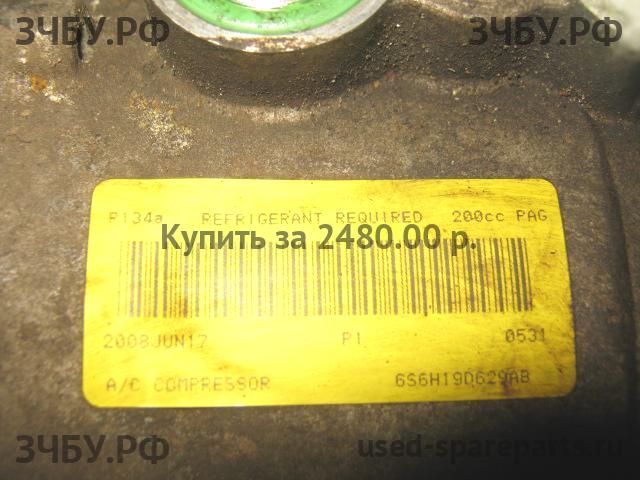 ЗЧБУ.РФ ЗЧБУ.РФ
R134a REFRIGERANT REQUIRED 200cc PAG
Купить за 2480.00 р.
2008JUN17 P1 0531
A/C COMPRESSOR 6S6H19D629AB
ЗЧБУ.РФ used-spareparts.ru